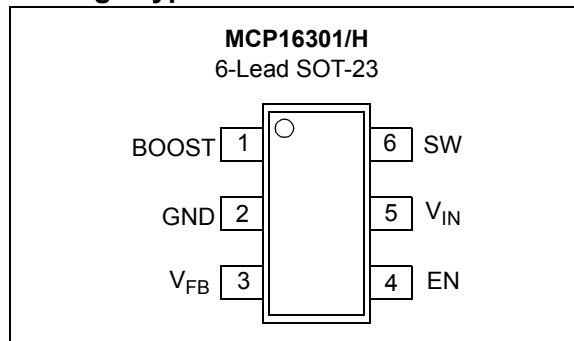 MCP16301/H
6-Lead SOT-23
BOOST 1 6 SW
GND 2 5 VIN
VFB 3 4 EN